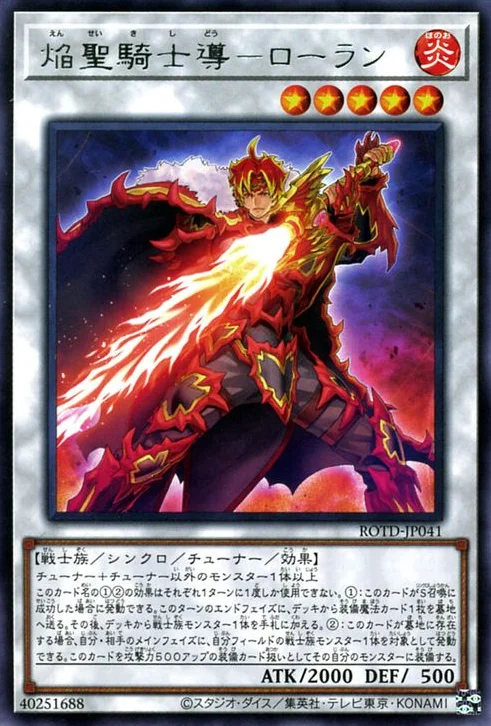 焔聖騎士導－ローラン
炎
ROTD-JP041
【戦士族／シンクロ／チューナー／効果】
チューナー＋チューナー以外のモンスター1体以上
このカード名の①②の効果はそれぞれ1ターンに1度しか使用できない。①：このカードがS召喚に
成功した場合に発動できる。このターンのエンドフェイズに、デッキから装備魔法カード1枚を墓地
へ送る。その後、デッキから戦士族モンスター1体を手札に加える。②：このカードが墓地に存在
する場合、自分・相手のメインフェイズに、自分フィールドの戦士族モンスター1体を対象として発動
できる。このカードを攻撃力500アップの装備カード扱いとしてその自分のモンスターに装備する。
ATK/2000 DEF/ 500
40251688
©スタジオ・ダイス／集英社・テレビ東京・KONAMI